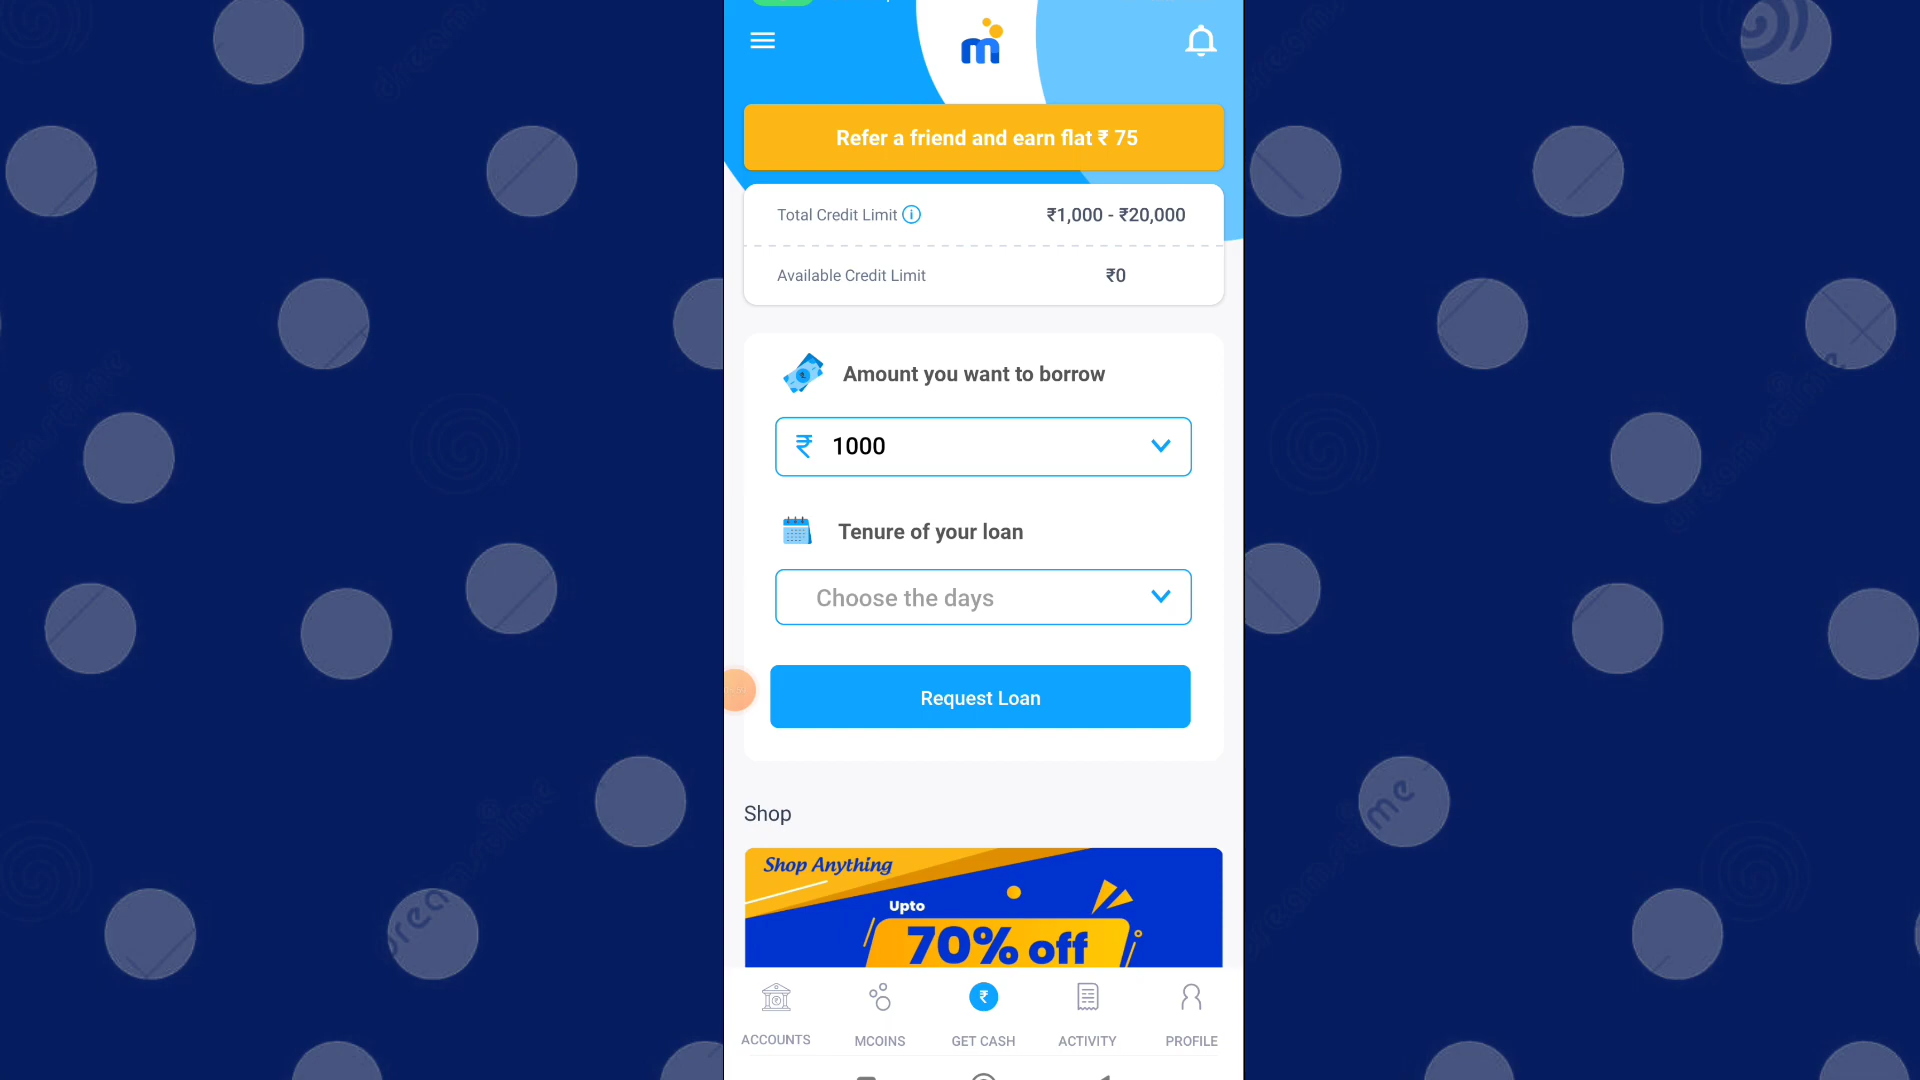 m
Refer a friend and earn flat ₹ 75
Total Credit Limit i ₹1,000 - ₹20,000
Available Credit Limit ₹0
Amount you want to borrow
₹ 1000
Tenure of your loan
Choose the days
Request Loan
Shop
Shop Anything
Upto
70% off
ACCOUNTS MCOINS GET CASH ACTIVITY PROFILE